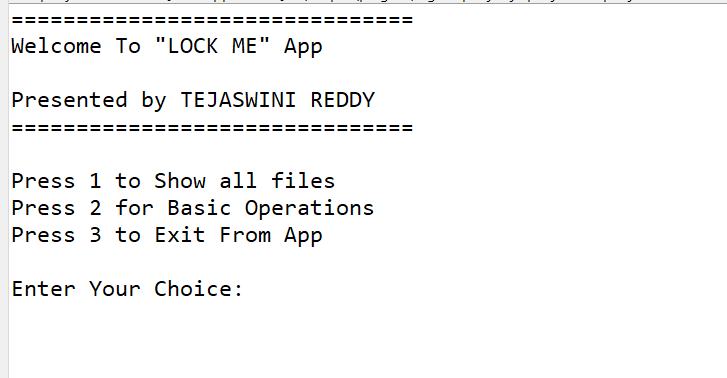 ===============================
Welcome To "LOCK ME" App
Presented by TEJASWINI REDDY
===============================
Press 1 to Show all files
Press 2 for Basic Operations
Press 3 to Exit From App
Enter Your Choice: